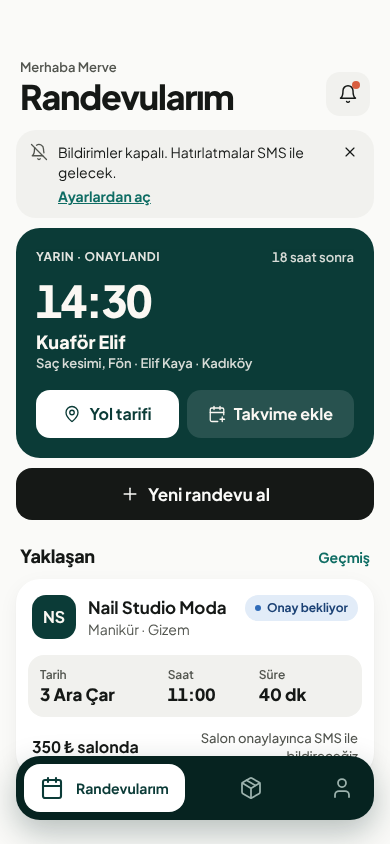 Merhaba Merve
Randevularım
Bildirimler kapalı. Hatırlatmalar SMS ile
gelecek.
Ayarlardan aç
YARIN · ONAYLANDI
18 saat sonra
14:30
Kuaför Elif
Saç kesimi, Fön · Elif Kaya · Kadıköy
Yol tarifi
Takvime ekle
Yeni randevu al
Yaklaşan
Geçmiş
NS
Nail Studio Moda
Onay bekliyor
Manikür · Gizem
Tarih
Saat
Süre
3 Ara Çar
11:00
40 dk
350 ₺ salonda
Salon onaylayınca SMS ile
bildireceğiz
Randevularım